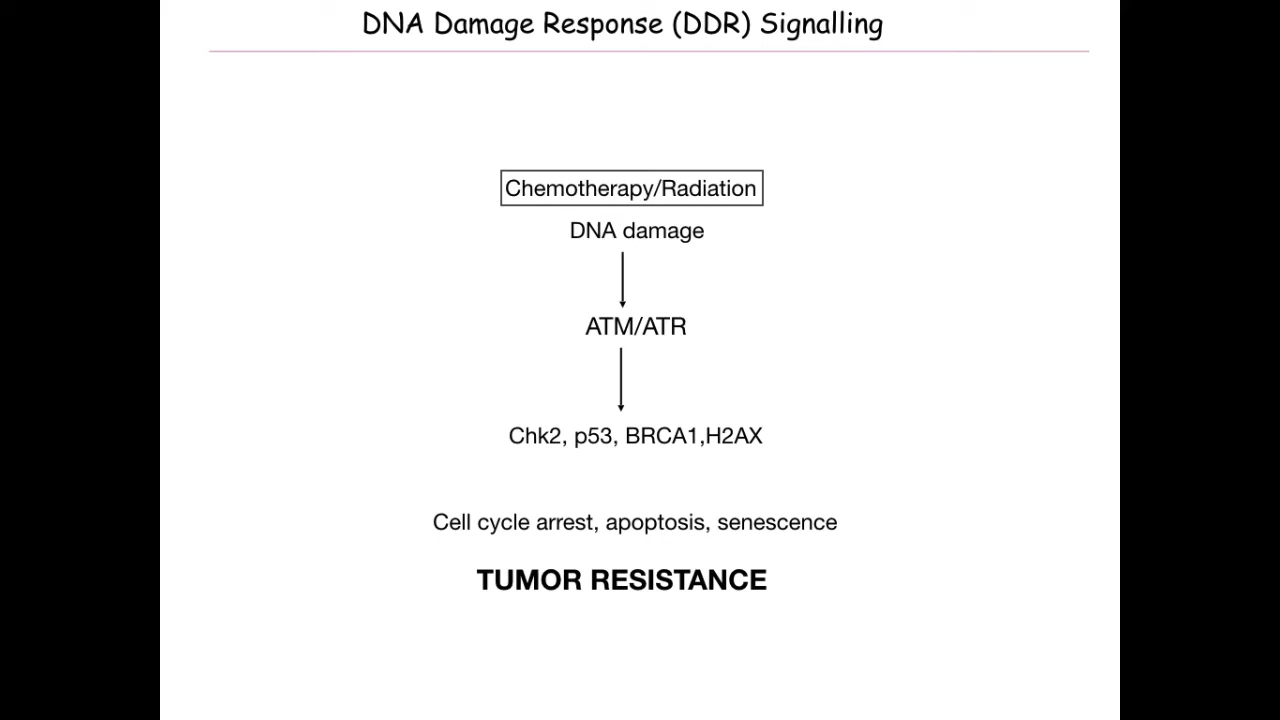 DNA Damage Response (DDR) Signalling
Chemotherapy/Radiation
DNA damage
ATM/ATR
Chk2, p53, BRCA1,H2AX
Cell cycle arrest, apoptosis, senescence
TUMOR RESISTANCE